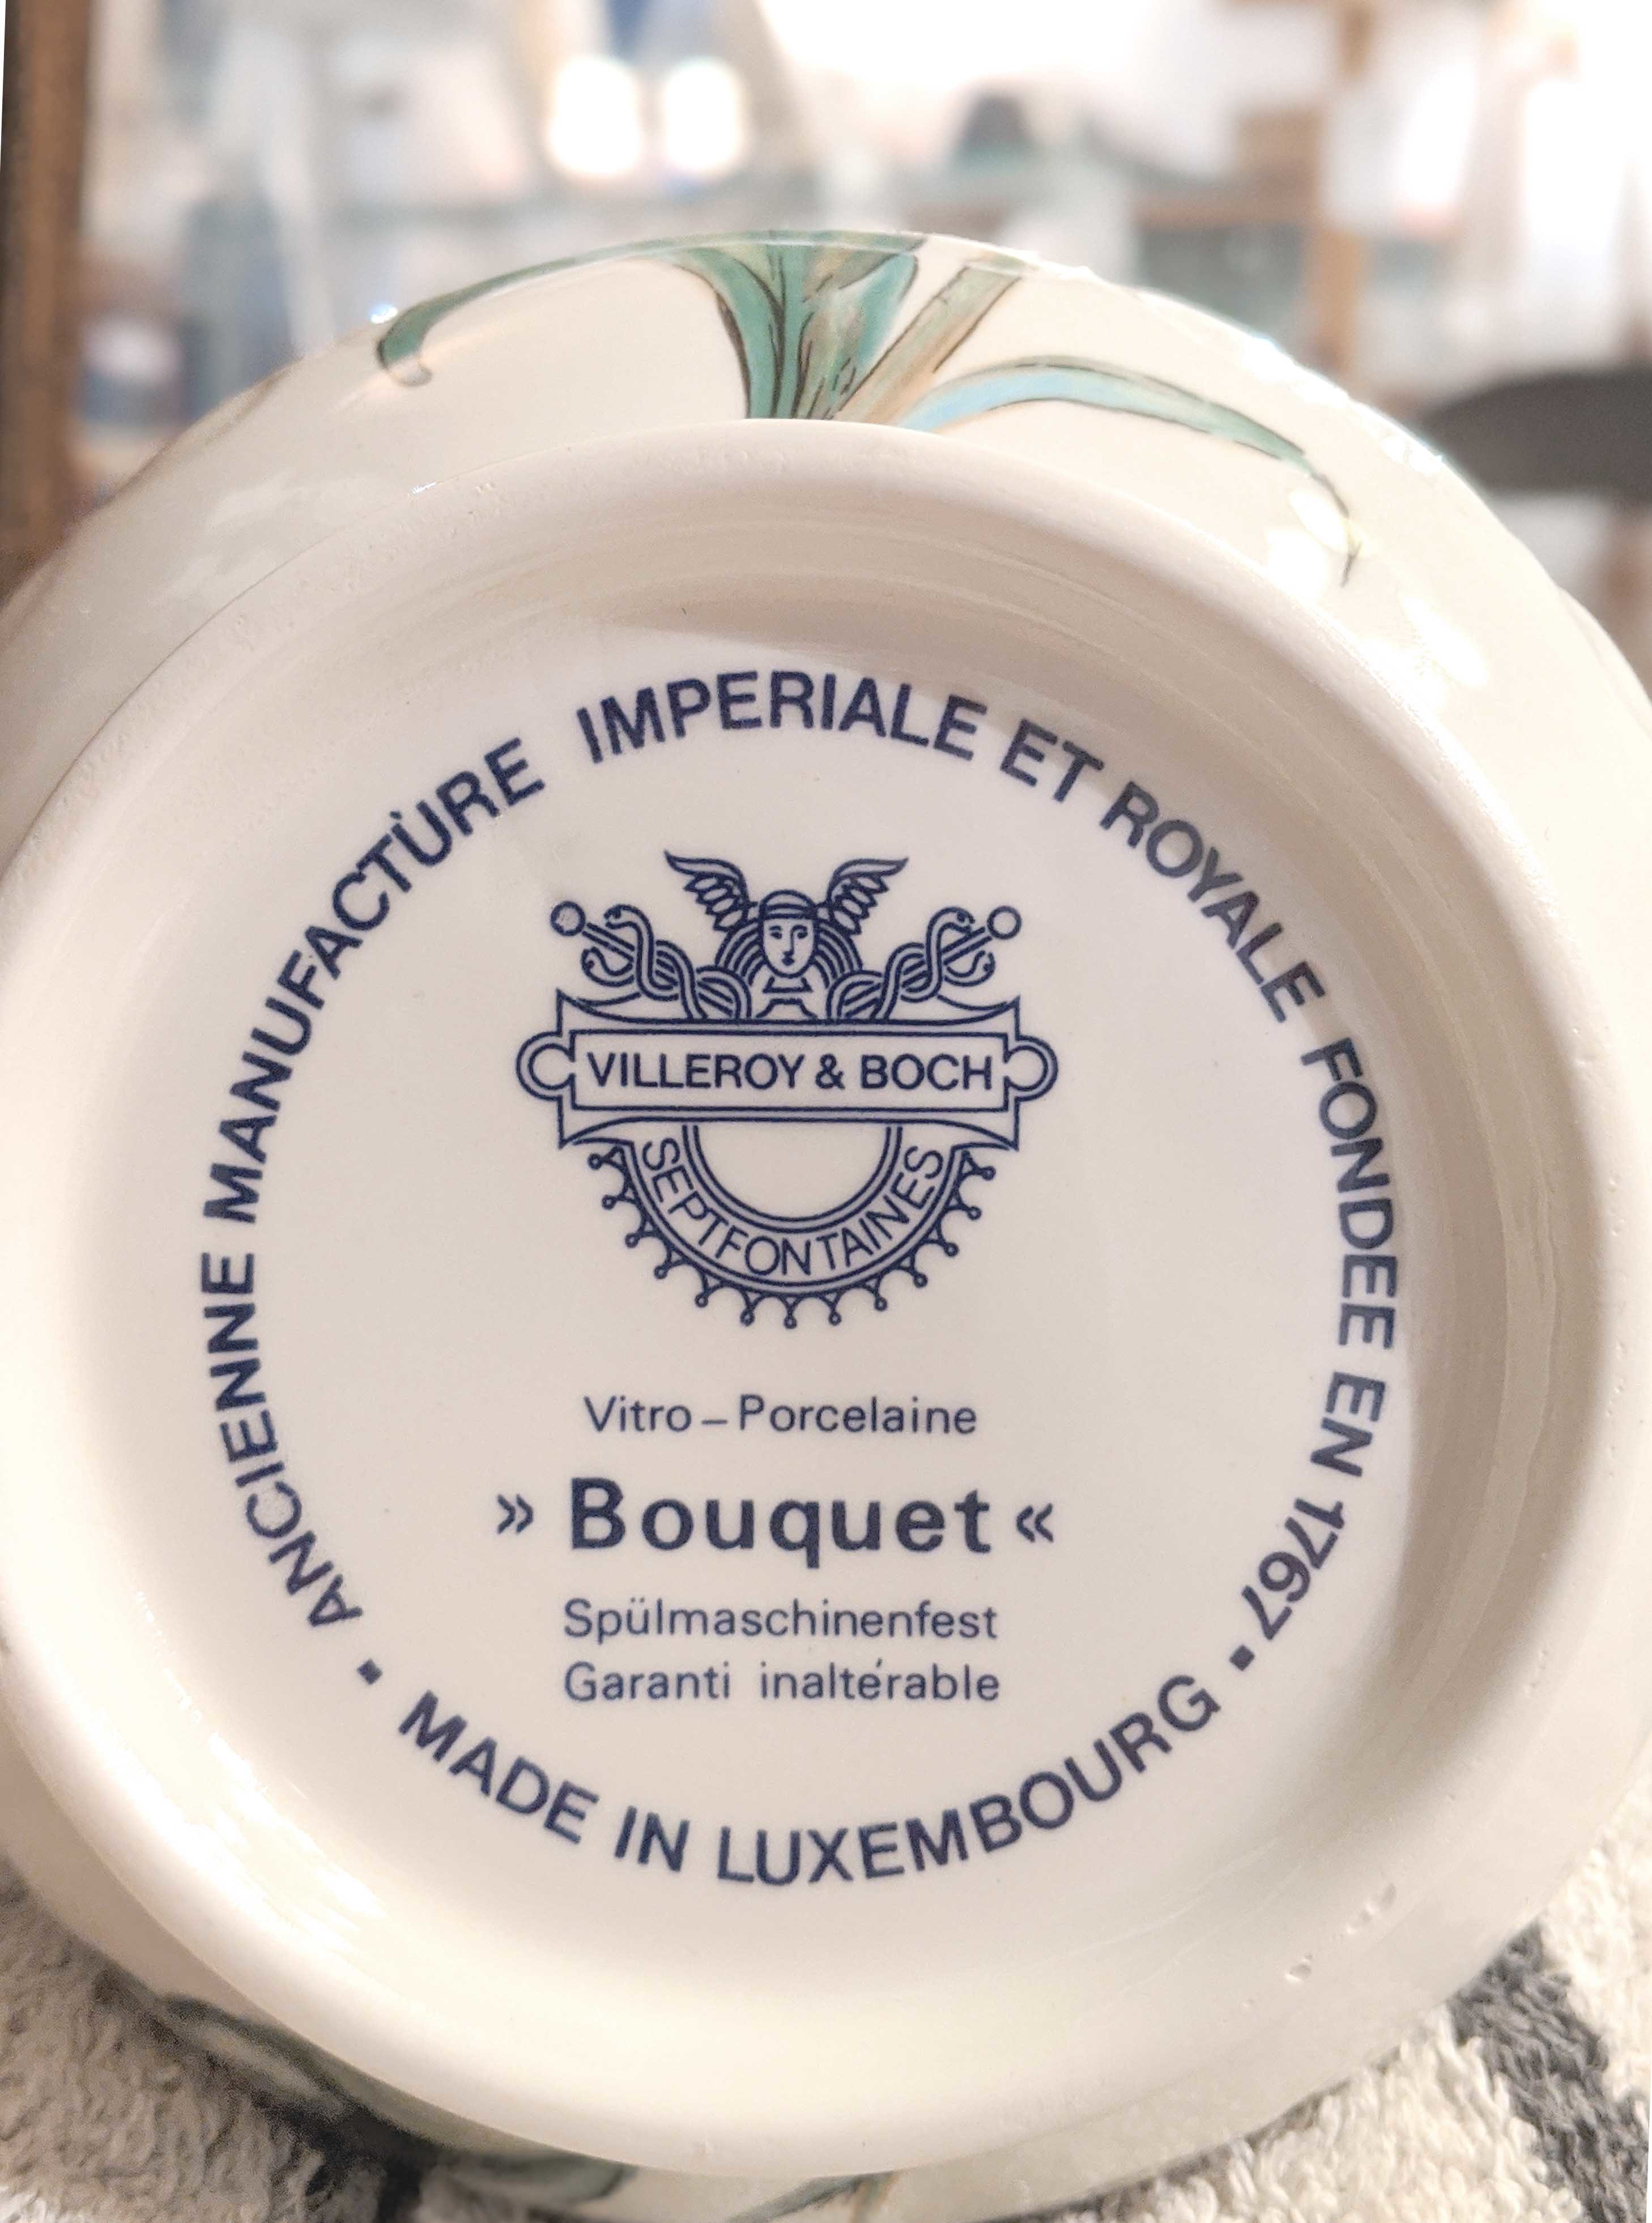 ANCIENNE MANUFACTURE IMPERIALE ET ROYALE FONDEE EN 1767 •
VILLEROY & BOCH
SEPTFONTAINES
Vitro – Porcelaine
» Bouquet «
Spülmaschinenfest
Garanti inaltérable
MADE IN LUXEMBOURG •